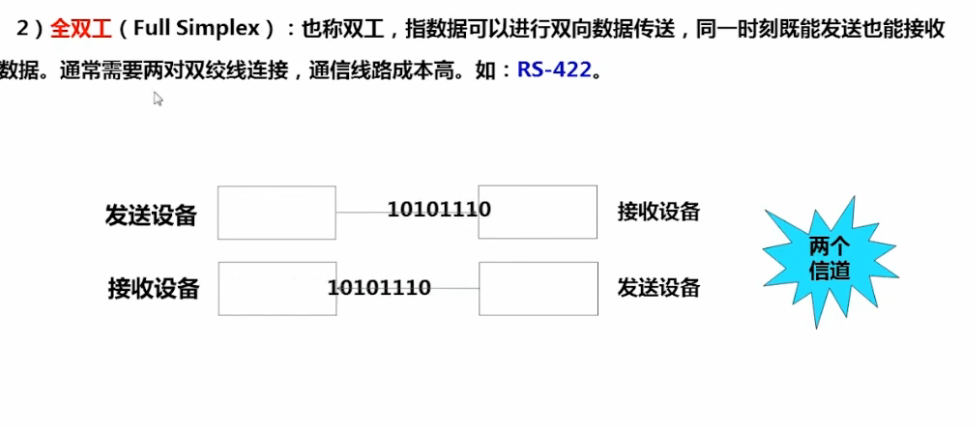 2）全双工（Full Simplex）：也称双工，指数据可以进行双向数据传送，同一时刻既能发送也能接收
数据。通常需要两对双绞线连接，通信线路成本高。如：RS-422。
发送设备 10101110 接收设备
接收设备 10101110 发送设备
两个
信道